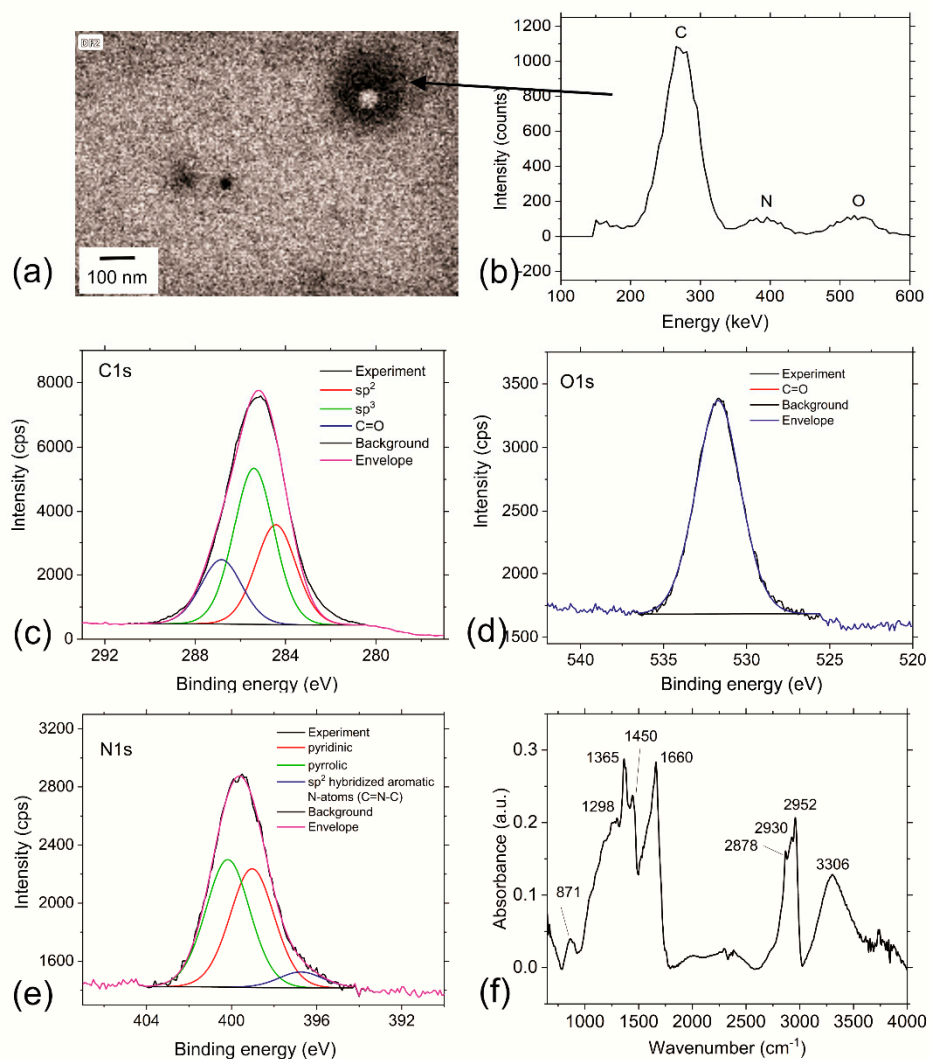 DF2
100 nm
(a)
C
N
O
1200
1000
800
600
400
200
0
-200
100 200 300 400 500 600
Intensity (counts)
Energy (keV)
(b)
C1s
Experiment
sp²
sp³
C=O
Background
Envelope
8000
6000
4000
2000
0
292 288 284 280
Intensity (cps)
Binding energy (eV)
(c)
O1s
Experiment
C=O
Background
Envelope
3500
3000
2500
2000
1500
540 535 530 525 520
Intensity (cps)
Binding energy (eV)
(d)
N1s
Experiment
pyridinic
pyrrolic
sp² hybridized aromatic
N-atoms (C=N-C)
Background
Envelope
3200
2800
2400
2000
1600
404 400 396 392
Intensity (cps)
Binding energy (eV)
(e)
1450
1365
1660
1298
871
2952
2930
2878
3306
0.3
0.2
0.1
0.0
1000 1500 2000 2500 3000 3500 4000
Absorbance (a.u.)
Wavenumber (cm⁻¹)
(f)